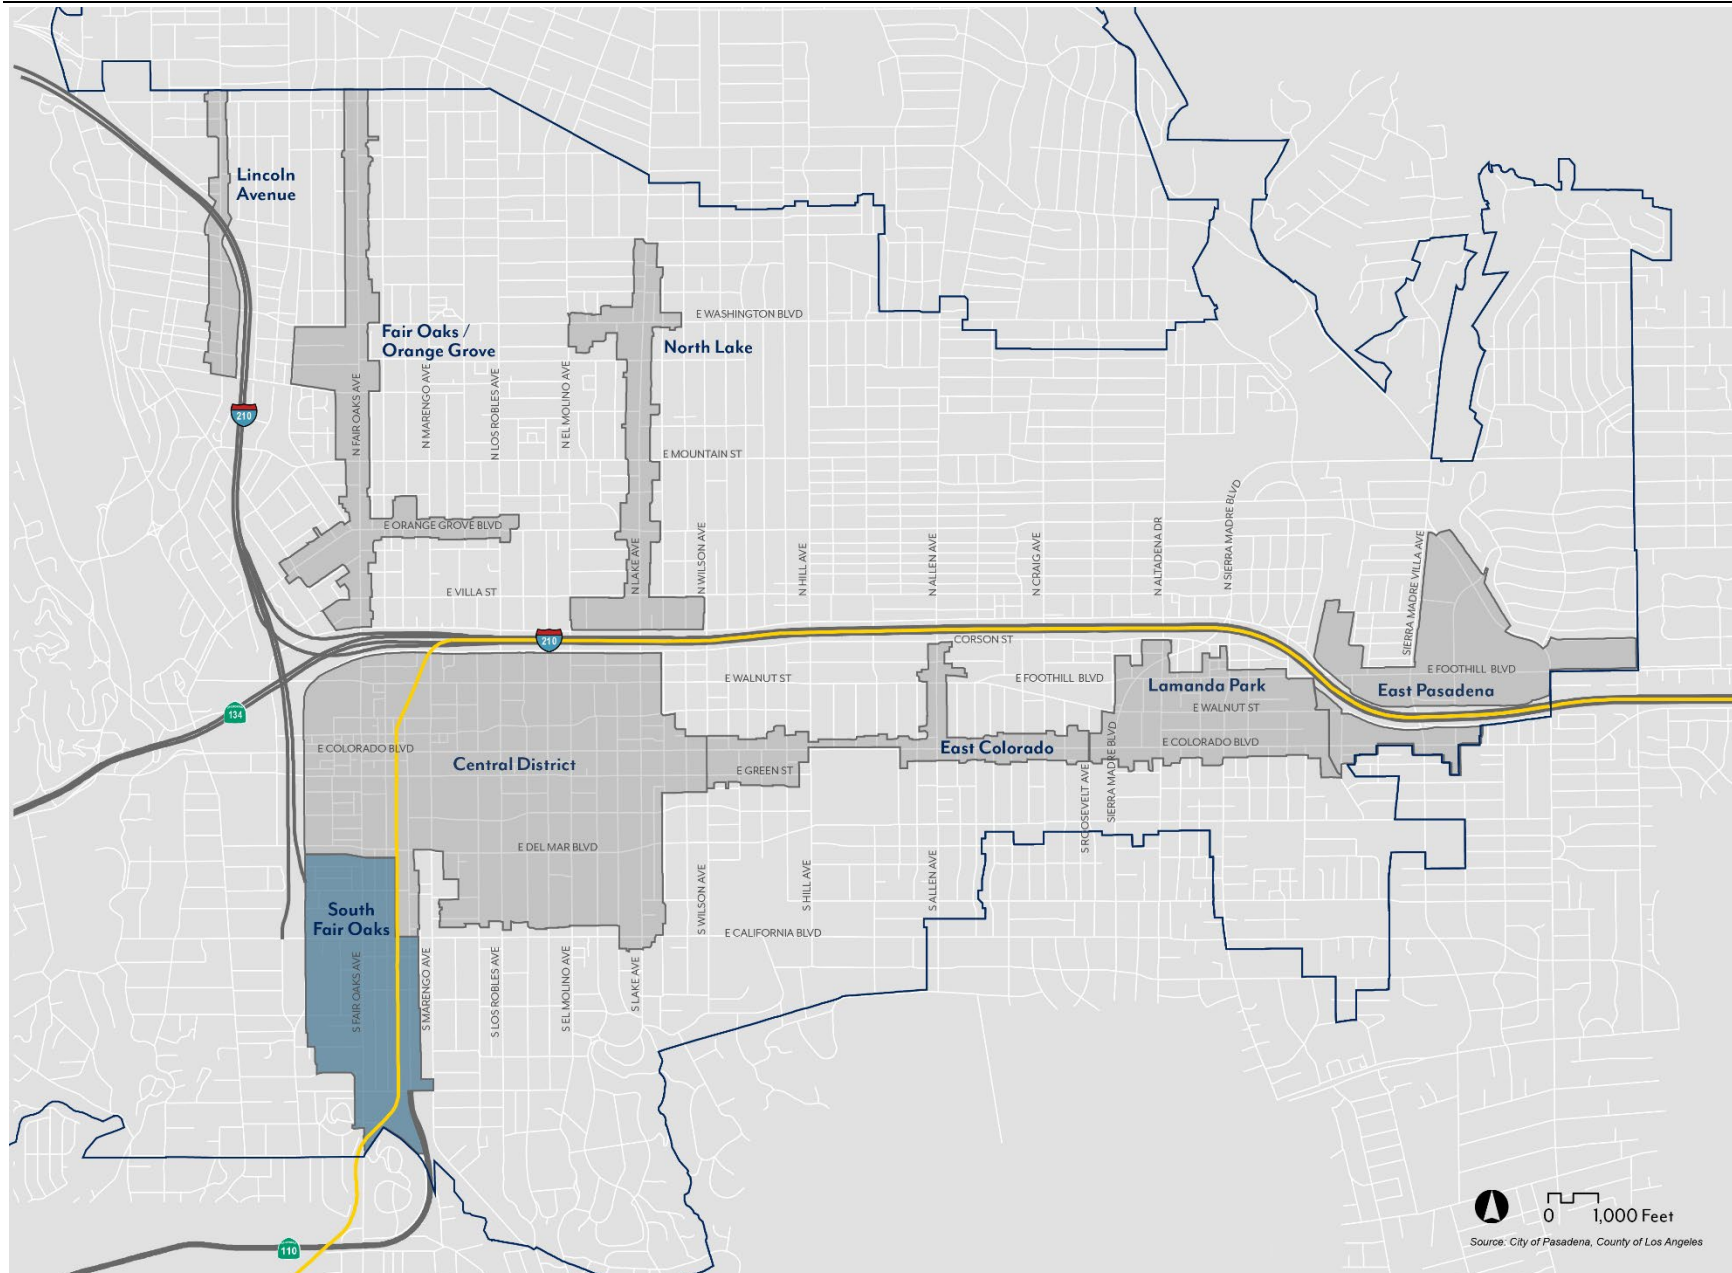 Lincoln
Avenue
Fair Oaks /
Orange Grove
E WASHINGTON BLVD
North Lake
N FAIR OAKS AVE
N MARENGO AVE
N LOS ROBLES AVE
N EL MOLINO AVE
210
E MOUNTAIN ST
E ORANGE GROVE BLVD
N LAKE AVE
N WILSON AVE
N HILL AVE
N ALLEN AVE
N CRAIG AVE
N ALTADENA DR
N SIERRA MADRE BLVD
SIERRA MADRE VILLA AVE
E VILLA ST
210
CORSON ST
E WALNUT ST
E FOOTHILL BLVD
E FOOTHILL BLVD
Lamanda Park
East Pasadena
E WALNUT ST
134
E COLORADO BLVD
Central District
East Colorado
E COLORADO BLVD
SIERRA MADRE BLVD
E GREEN ST
S ROOSEVELT AVE
E DEL MAR BLVD
S WILSON AVE
S HILL AVE
S ALLEN AVE
South
Fair Oaks
E CALIFORNIA BLVD
S FAIR OAKS AVE
S MARENGO AVE
S LOS ROBLES AVE
S EL MOLINO AVE
S LAKE AVE
110
0 1,000 Feet
Source: City of Pasadena, County of Los Angeles